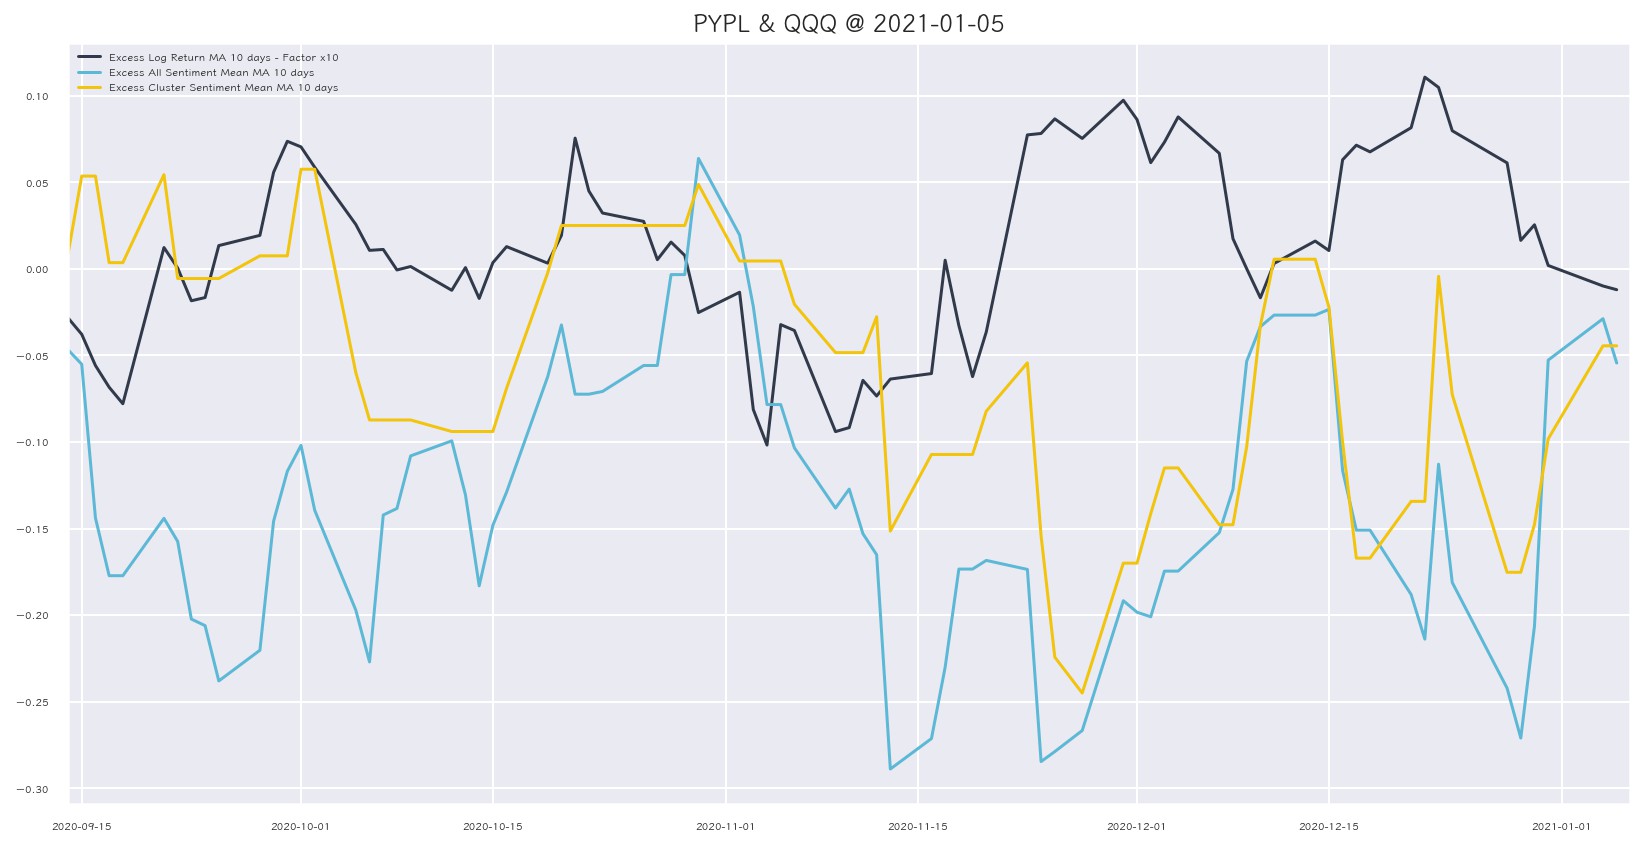 PYPL & QQQ @ 2021-01-05
Excess Log Return MA 10 days - Factor x10
Excess All Sentiment Mean MA 10 days
Excess Cluster Sentiment Mean MA 10 days
0.10
0.05
0.00
−0.05
−0.10
−0.15
−0.20
−0.25
−0.30
2020-09-15 2020-10-01 2020-10-15 2020-11-01 2020-11-15 2020-12-01 2020-12-15 2021-01-01